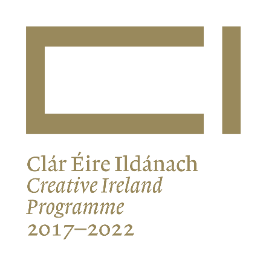 Clár Éire Ildánach
Creative Ireland
Programme
2017–2022